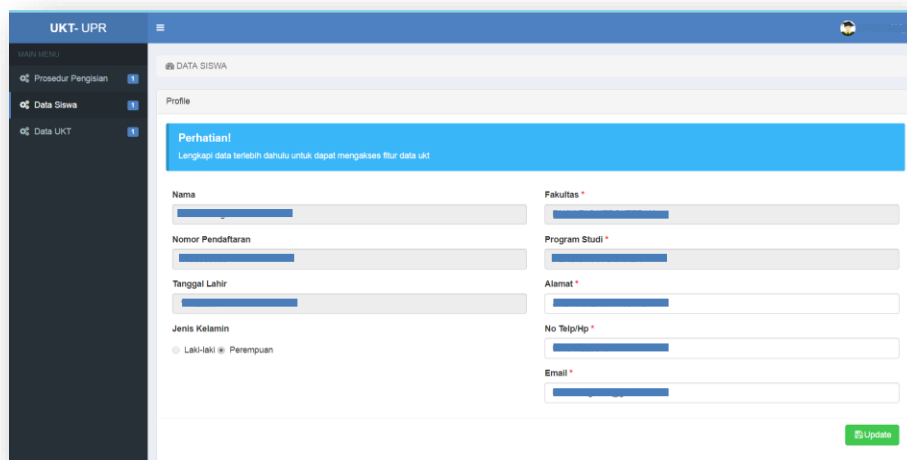 UKT- UPR
MAIN MENU
Prosedur Pengisian 1
Data Siswa 1
Data UKT 1
DATA SISWA
Profile
Perhatian!
Lengkapi data terlebih dahulu untuk dapat mengakses fitur data ukt
Nama
Nomor Pendaftaran
Tanggal Lahir
Jenis Kelamin
Laki-laki Perempuan
Fakultas *
Program Studi *
Alamat *
No Telp/Hp *
Email *
Update